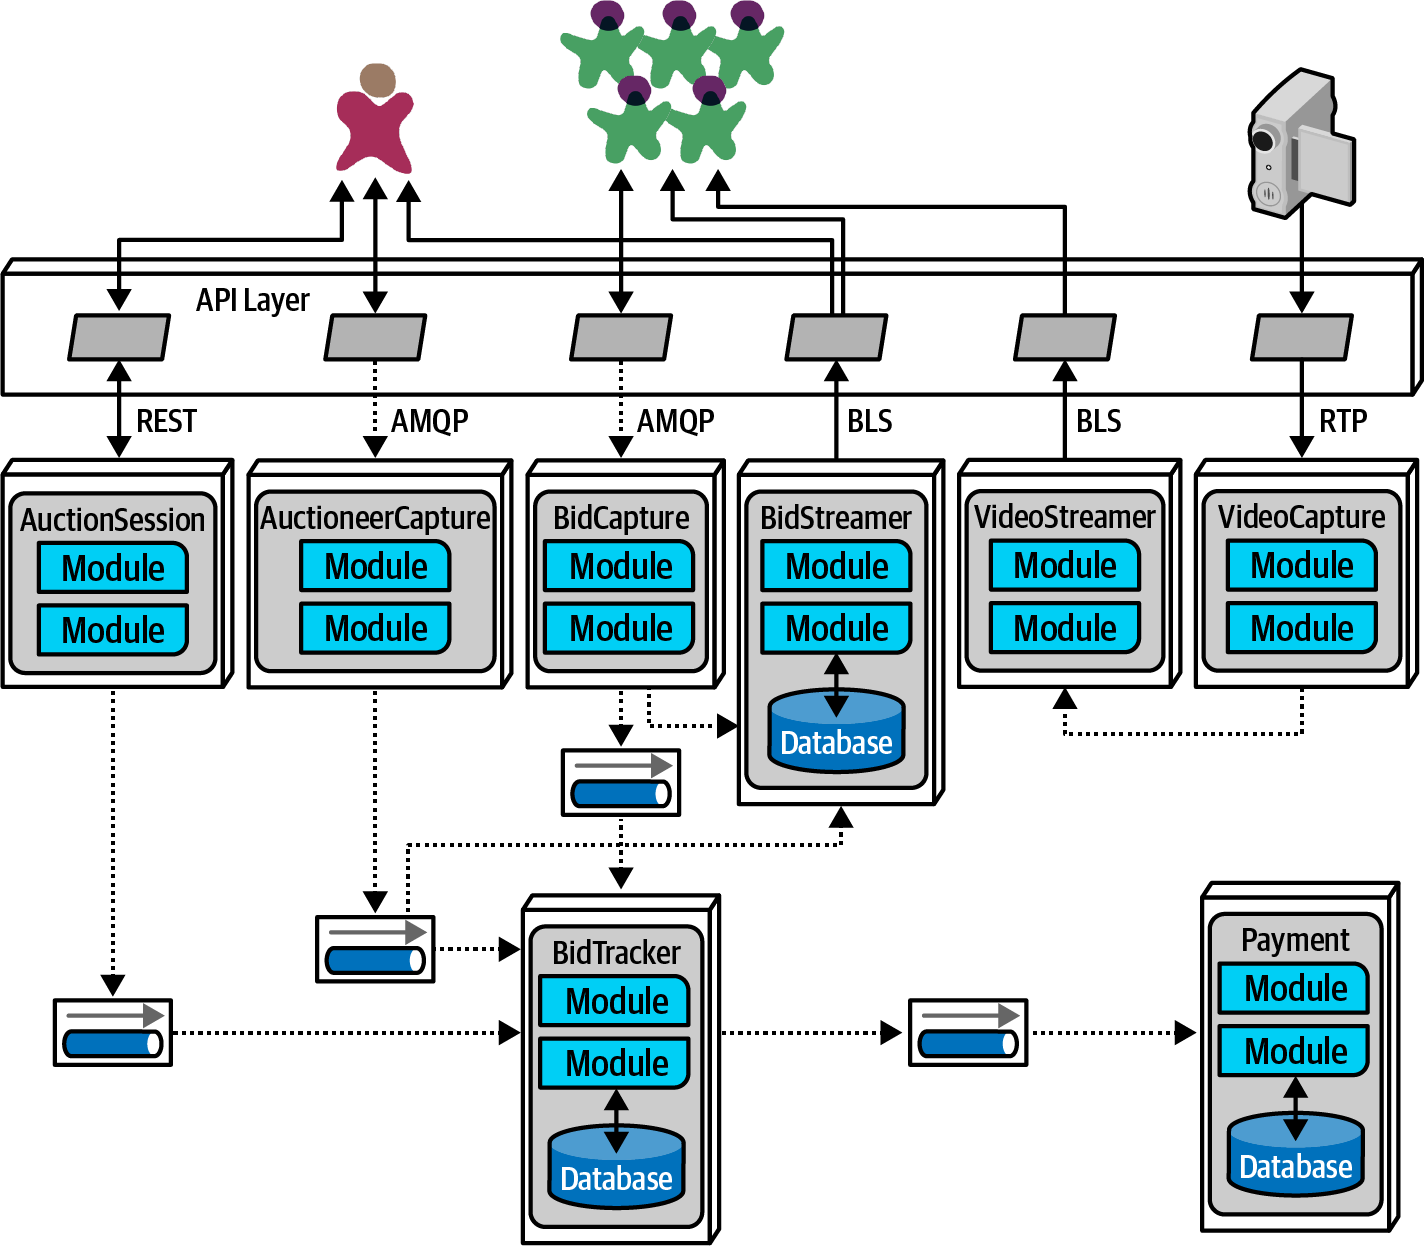 API Layer
REST
AMQP
AMQP
BLS
BLS
RTP
AuctionSession
Module
Module
AuctioneerCapture
Module
Module
BidCapture
Module
Module
BidStreamer
Module
Module
Database
VideoStreamer
Module
Module
VideoCapture
Module
Module
BidTracker
Module
Module
Database
Payment
Module
Module
Database